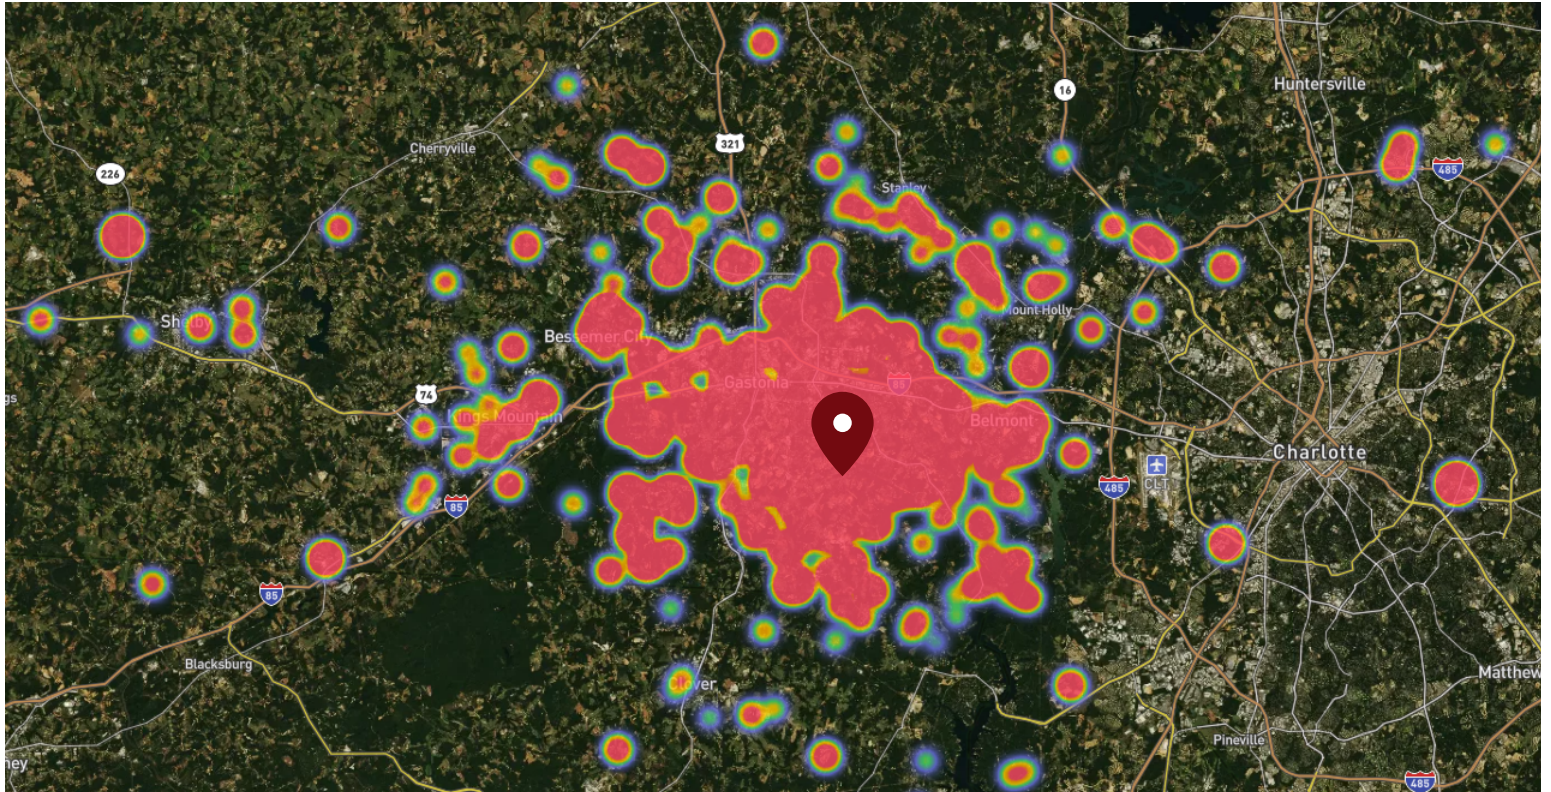 Huntersville
16
321
Cherryville
485
226
Stanley
Mount Holly
Shelby
Bessemer City
Gastonia
85
74
Kings Mountain
Belmont
Charlotte
CLT
485
85
85
Blacksburg
Clover
Matthew
Pineville
485